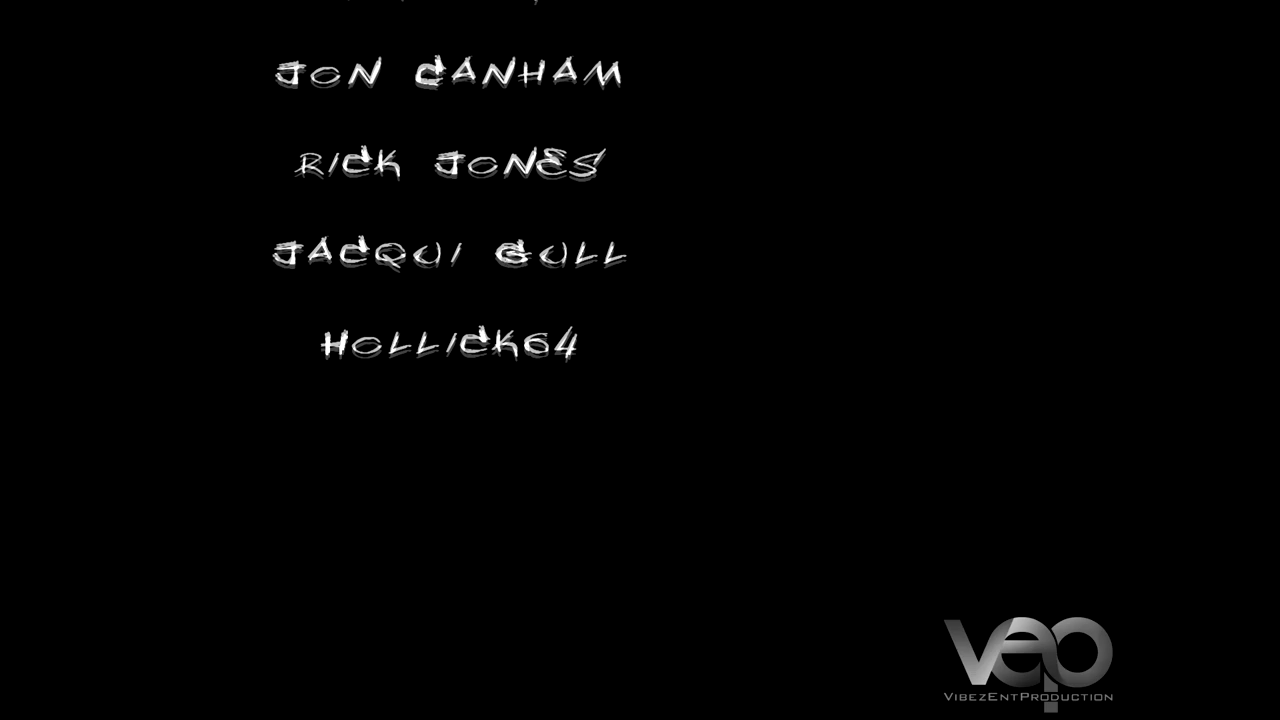 JON CANHAM
RICK JONES
JACQUI GULL
HOLLICK64
vep
VIBEZENTPRODUCTION